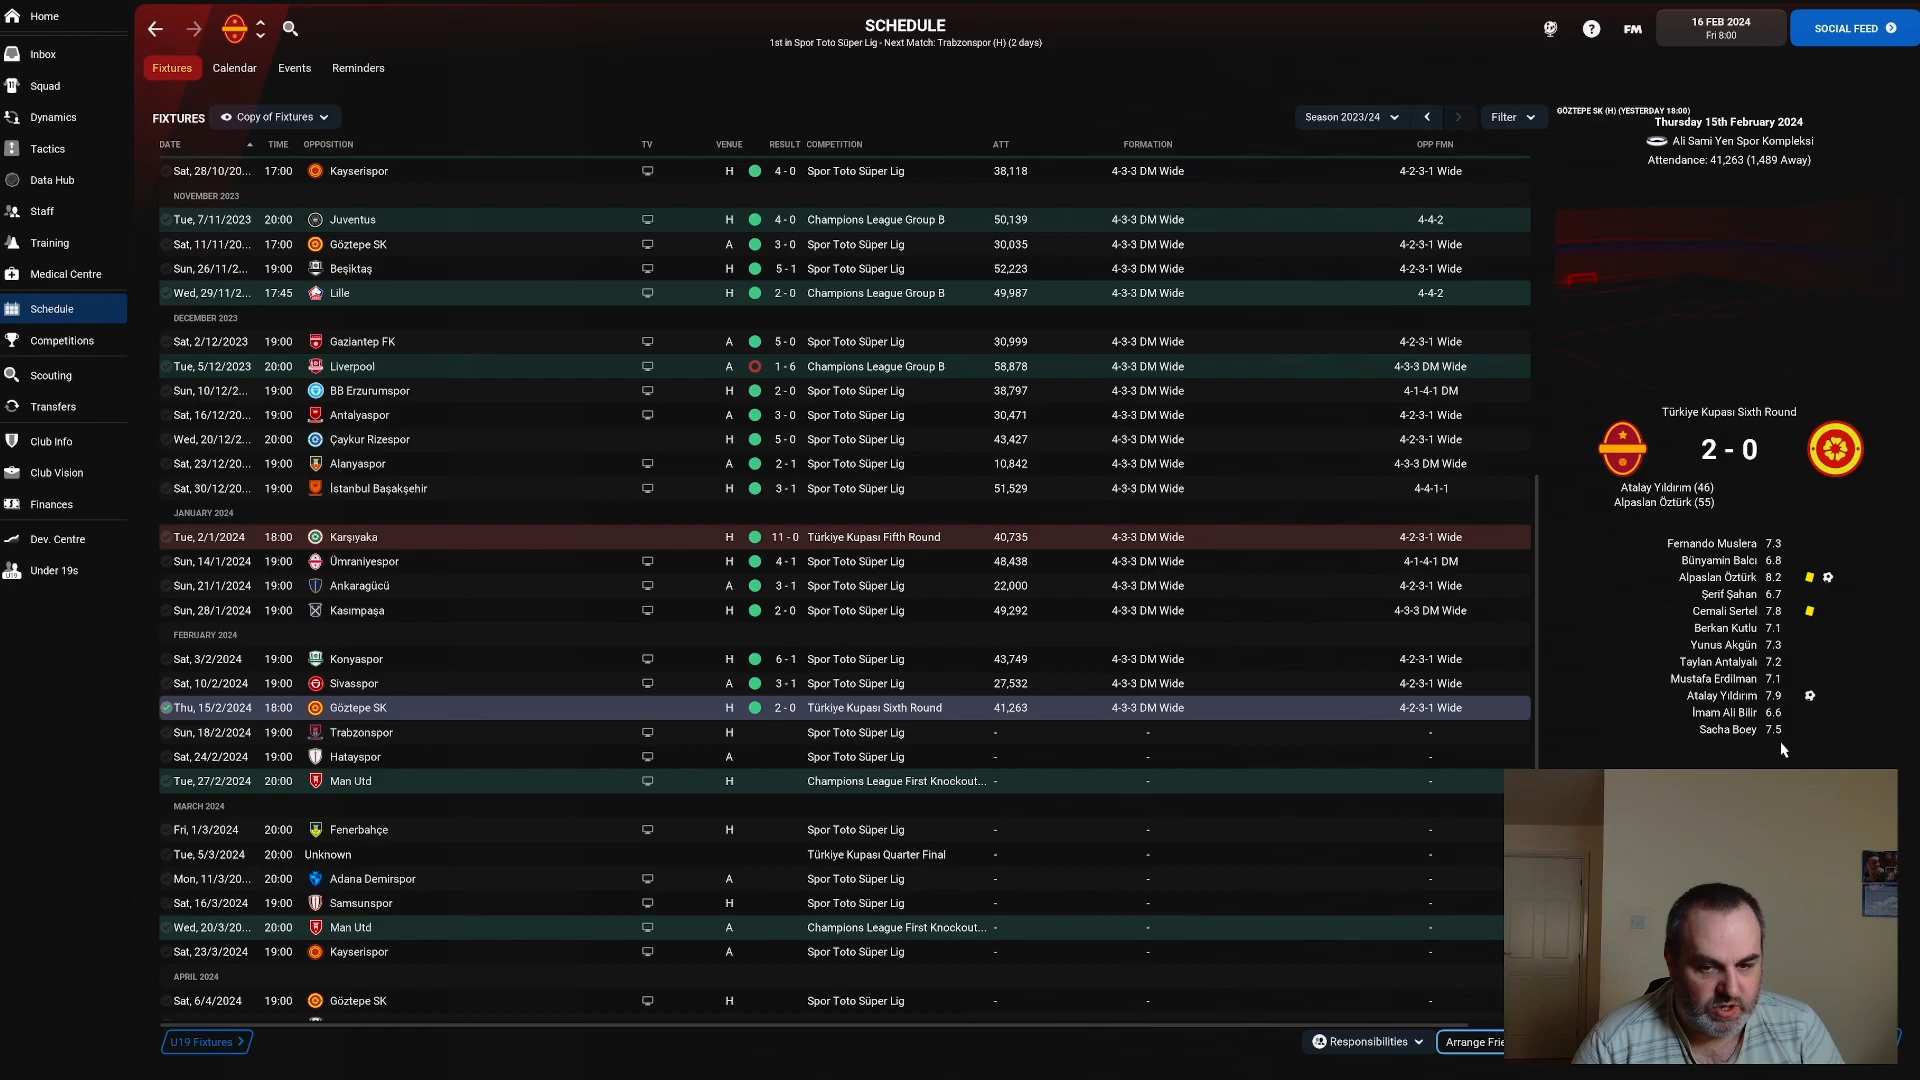 Home
Inbox
Squad
Dynamics
Tactics
Data Hub
Staff
Training
Medical Centre
Schedule
Competitions
Scouting
Transfers
Club Info
Club Vision
Finances
Dev. Centre
Under 19s
SCHEDULE
1st in Spor Toto Süper Lig - Next Match: Trabzonspor (H) (2 days)
FM
16 FEB 2024
Fri 8:00
SOCIAL FEED
Fixtures Calendar Events Reminders
FIXTURES Copy of Fixtures Season 2023/24 Filter
DATE TIME OPPOSITION TV VENUE RESULT COMPETITION ATT FORMATION OPP FMN
Sat, 28/10/20... 17:00 Kayserispor H 4 - 0 Spor Toto Süper Lig 38,118 4-3-3 DM Wide 4-2-3-1 Wide
NOVEMBER 2023
Tue, 7/11/2023 20:00 Juventus H 4 - 0 Champions League Group B 50,139 4-3-3 DM Wide 4-4-2
Sat, 11/11/20... 17:00 Göztepe SK A 3 - 0 Spor Toto Süper Lig 30,035 4-3-3 DM Wide 4-2-3-1 Wide
Sun, 26/11/2... 19:00 Beşiktaş H 5 - 1 Spor Toto Süper Lig 52,223 4-3-3 DM Wide 4-2-3-1 Wide
Wed, 29/11/2... 17:45 Lille H 2 - 0 Champions League Group B 49,987 4-3-3 DM Wide 4-4-2
DECEMBER 2023
Sat, 2/12/2023 19:00 Gaziantep FK A 5 - 0 Spor Toto Süper Lig 30,999 4-3-3 DM Wide 4-2-3-1 Wide
Tue, 5/12/2023 20:00 Liverpool A 1 - 6 Champions League Group B 58,878 4-3-3 DM Wide 4-3-3 DM Wide
Sun, 10/12/2... 19:00 BB Erzurumspor H 2 - 0 Spor Toto Süper Lig 38,797 4-3-3 DM Wide 4-1-4-1 DM
Sat, 16/12/20... 19:00 Antalyaspor A 3 - 0 Spor Toto Süper Lig 30,471 4-3-3 DM Wide 4-2-3-1 Wide
Wed, 20/12/2... 20:00 Çaykur Rizespor H 5 - 0 Spor Toto Süper Lig 43,427 4-3-3 DM Wide 4-2-3-1 Wide
Sat, 23/12/20... 19:00 Alanyaspor A 2 - 1 Spor Toto Süper Lig 10,842 4-3-3 DM Wide 4-3-3 DM Wide
Sat, 30/12/20... 19:00 İstanbul Başakşehir H 3 - 1 Spor Toto Süper Lig 51,529 4-3-3 DM Wide 4-4-1-1
JANUARY 2024
Tue, 2/1/2024 18:00 Karşıyaka H 11 - 0 Türkiye Kupası Fifth Round 40,735 4-3-3 DM Wide 4-2-3-1 Wide
Sun, 14/1/2024 19:00 Ümraniyespor H 4 - 1 Spor Toto Süper Lig 48,438 4-3-3 DM Wide 4-1-4-1 DM
Sun, 21/1/2024 19:00 Ankaragücü A 3 - 1 Spor Toto Süper Lig 22,000 4-3-3 DM Wide 4-2-3-1 Wide
Sun, 28/1/2024 19:00 Kasımpaşa H 2 - 0 Spor Toto Süper Lig 49,292 4-3-3 DM Wide 4-3-3 DM Wide
FEBRUARY 2024
Sat, 3/2/2024 19:00 Konyaspor H 6 - 1 Spor Toto Süper Lig 43,749 4-3-3 DM Wide 4-2-3-1 Wide
Sat, 10/2/2024 19:00 Sivasspor A 3 - 1 Spor Toto Süper Lig 27,532 4-3-3 DM Wide 4-2-3-1 Wide
Thu, 15/2/2024 18:00 Göztepe SK H 2 - 0 Türkiye Kupası Sixth Round 41,263 4-3-3 DM Wide 4-2-3-1 Wide
Sun, 18/2/2024 19:00 Trabzonspor H Spor Toto Süper Lig - - -
Sat, 24/2/2024 19:00 Hatayspor A Spor Toto Süper Lig - - -
Tue, 27/2/2024 20:00 Man Utd H Champions League First Knockout... - - -
MARCH 2024
Fri, 1/3/2024 20:00 Fenerbahçe H Spor Toto Süper Lig - - -
Tue, 5/3/2024 20:00 Unknown Türkiye Kupası Quarter Final - - -
Mon, 11/3/20... 20:00 Adana Demirspor A Spor Toto Süper Lig - - -
Sat, 16/3/2024 19:00 Samsunspor H Spor Toto Süper Lig - - -
Wed, 20/3/20... 20:00 Man Utd A Champions League First Knockout... - - -
Sat, 23/3/2024 19:00 Kayserispor A Spor Toto Süper Lig - - -
APRIL 2024
Sat, 6/4/2024 19:00 Göztepe SK H Spor Toto Süper Lig - - -
U19 Fixtures Responsibilities Arrange Frie
GÖZTEPE SK (H) (YESTERDAY 18:00)
Thursday 15th February 2024
Ali Sami Yen Spor Kompleksi
Attendance: 41,263 (1,489 Away)
Türkiye Kupası Sixth Round
2 - 0
Atalay Yıldırım (46)
Alpaslan Öztürk (55)
Fernando Muslera 7.3
Bünyamin Balcı 6.8
Alpaslan Öztürk 8.2
Şerif Şahan 6.7
Cemali Sertel 7.8
Berkan Kutlu 7.1
Yunus Akgün 7.3
Taylan Antalyalı 7.2
Mustafa Erdilman 7.1
Atalay Yıldırım 7.9
İmam Ali Bilir 6.6
Sacha Boey 7.5